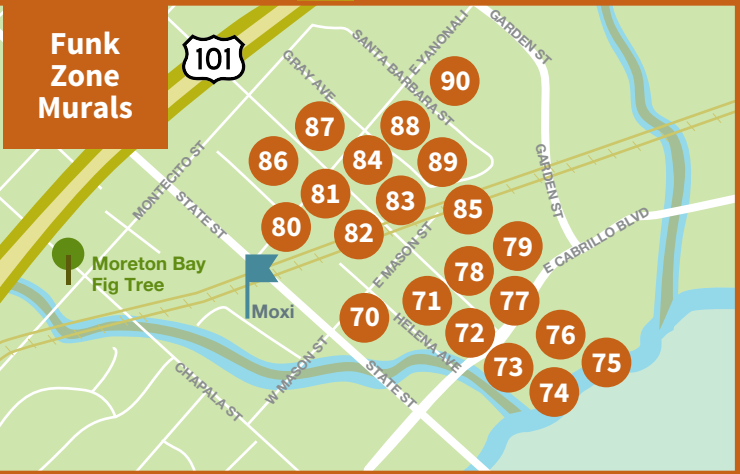 Funk
Zone
Murals
101
GARDEN ST
E YANONALI
SANTA BARBARA ST
GRAY AVE
90
87
88
86
84
89
MONTECITO ST
GARDEN ST
81
83
STATE ST
85
80
82
E CABRILLO BLVD
79
E MASON ST
Moreton Bay
Fig Tree
78
Moxi
71
77
70
HELENA AVE
72
76
W MASON ST
73
75
STATE ST
74
CHAPALA ST